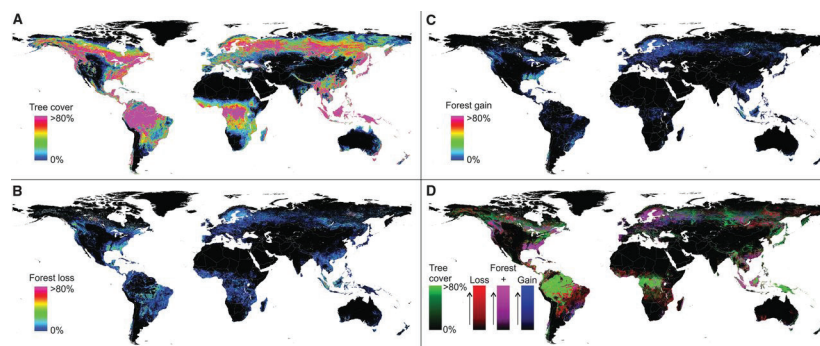 A
Tree cover
>80%
0%
B
Forest loss
>80%
0%
C
Forest gain
>80%
0%
D
Tree cover
>80%
0%
Forest
Loss + Gain